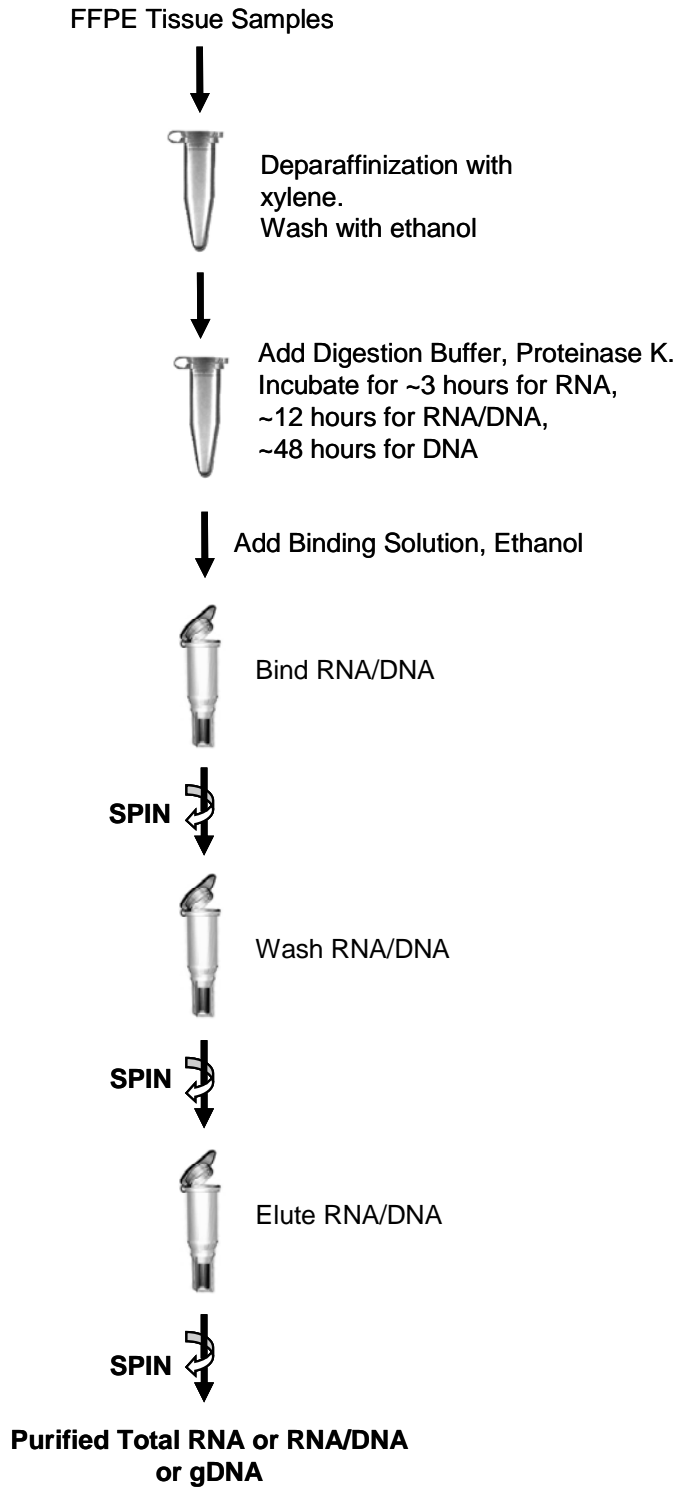 FFPE Tissue Samples
Deparaffinization with
xylene.
Wash with ethanol
Add Digestion Buffer, Proteinase K.
Incubate for ~3 hours for RNA,
~12 hours for RNA/DNA,
~48 hours for DNA
Add Binding Solution, Ethanol
Bind RNA/DNA
SPIN
Wash RNA/DNA
SPIN
Elute RNA/DNA
SPIN
Purified Total RNA or RNA/DNA
or gDNA